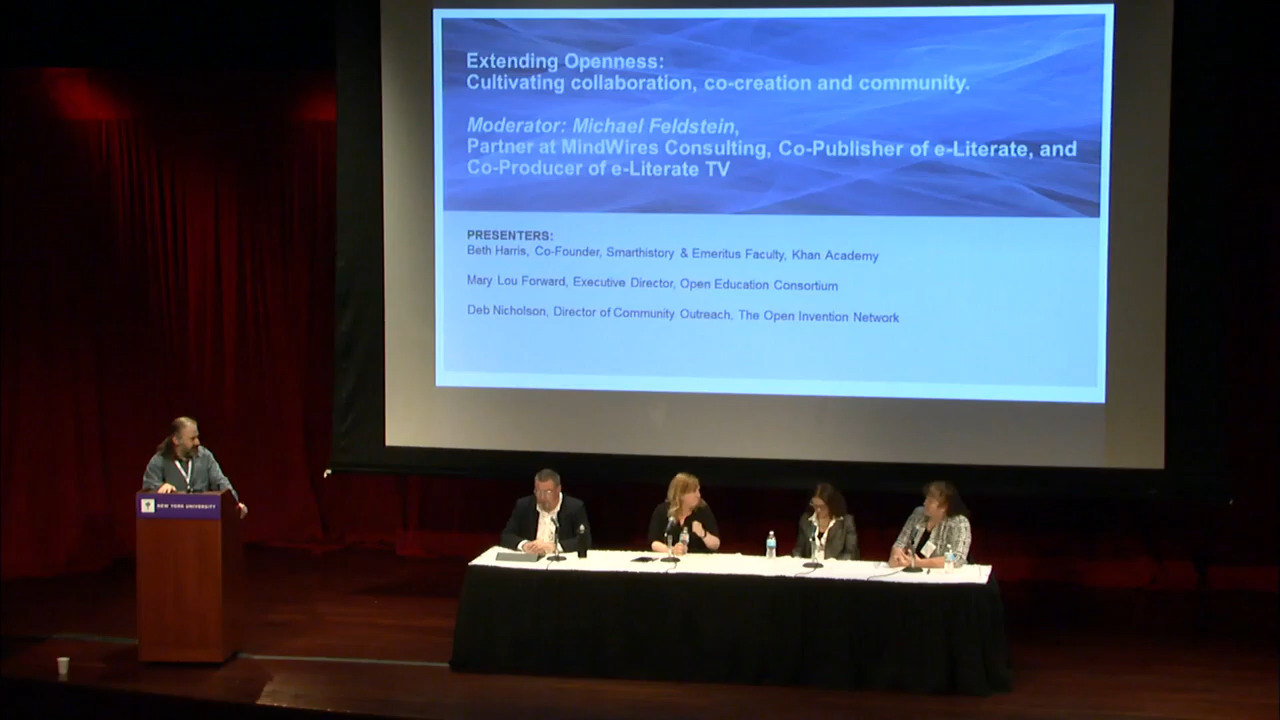 Extending Openness:
Cultivating collaboration, co-creation and community.
Moderator: Michael Feldstein,
Partner at MindWires Consulting, Co-Publisher of e-Literate, and
Co-Producer of e-Literate TV
PRESENTERS:
Beth Harris, Co-Founder, Smarthistory & Emeritus Faculty, Khan Academy
Mary Lou Forward, Executive Director, Open Education Consortium
Deb Nicholson, Director of Community Outreach, The Open Invention Network
NEW YORK UNIVERSITY